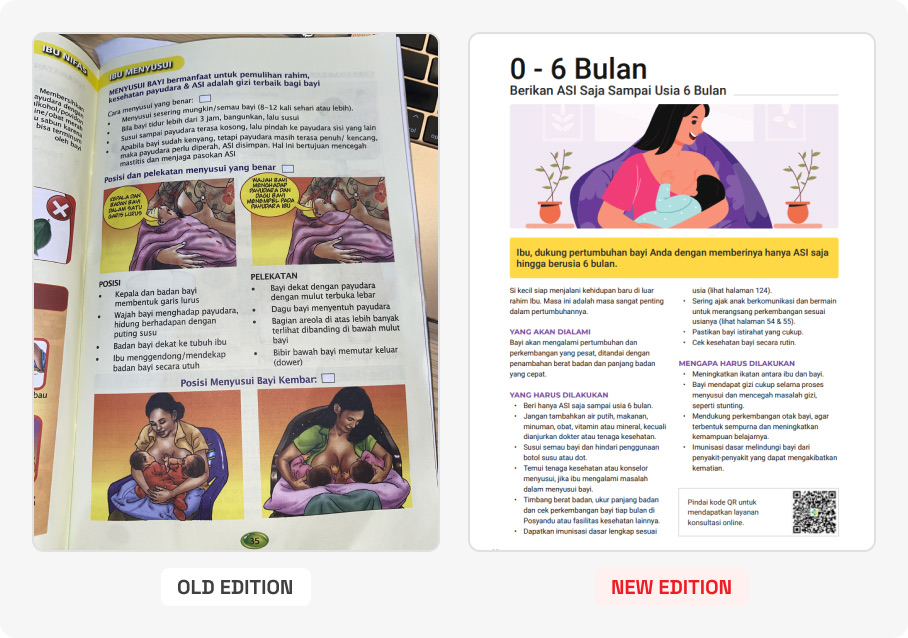 IBU NIFAS
Membersihkan
payudara dengan
alkohol/povidon
ine/obat merah
u sabun karena
bisa termimum
oleh bayi
bau
IBU MENYUSUI
MENYUSUI BAYI bermanfaat untuk pemulihan rahim,
kesehatan payudara & ASI adalah gizi terbaik bagi bayi
Cara menyusui yang benar:
• Menyusui sesering mungkin/semau bayi (8-12 kali sehari atau lebih).
• Bila bayi tidur lebih dari 3 jam, bangunkan, lalu susui
• Susui sampai payudara terasa kosong, lalu pindah ke payudara sisi yang lain
• Apabila bayi sudah kenyang, tetapi payudara masih terasa penuh/ kencang,
maka payudara perlu diperah, ASI disimpan. Hal ini bertujuan mencegah
mastitis dan menjaga pasokan ASI
Posisi dan pelekatan menyusui yang benar
KEPALA DAN
BADAN BAYI
DALAM SATU
GARIS LURUS
WAJAH BAYI
MENGHADAP
PAYUDARA DAN
DAGU BAYI
MENEMPEL PADA
PAYUDARA IBU
POSISI
• Kepala dan badan bayi
membentuk garis lurus
• Wajah bayi menghadap payudara,
hidung berhadapan dengan
puting susu
• Badan bayi dekat ke tubuh ibu
• Ibu menggendong/mendekap
badan bayi secara utuh
PELEKATAN
• Bayi dekat dengan payudara
dengan mulut terbuka lebar
• Dagu bayi menyentuh payudara
• Bagian areola di atas lebih banyak
terlihat dibanding di bawah mulut
bayi
• Bibir bawah bayi memutar keluar
(dower)
Posisi Menyusui Bayi Kembar:
35
OLD EDITION
0 - 6 Bulan
Berikan ASI Saja Sampai Usia 6 Bulan
Ibu, dukung pertumbuhan bayi Anda dengan memberinya hanya ASI saja
hingga berusia 6 bulan.
Si kecil siap menjalani kehidupan baru di luar
rahim Ibu. Masa ini adalah masa sangat penting
dalam pertumbuhannya.
YANG AKAN DIALAMI
Bayi akan mengalami pertumbuhan dan
perkembangan yang pesat, ditandai dengan
penambahan berat badan dan panjang badan
yang cepat.
YANG HARUS DILAKUKAN
• Beri hanya ASI saja sampai usia 6 bulan.
• Jangan tambahkan air putih, makanan,
minuman, obat, vitamin atau mineral, kecuali
dianjurkan dokter atau tenaga kesehatan.
• Susui semau bayi dan hindari penggunaan
botol susu atau dot.
• Temui tenaga kesehatan atau konselor
menyusui, jika ibu mengalami masalah
dalam menyusui bayi.
• Timbang berat badan, ukur panjang badan
dan cek perkembangan bayi tiap bulan di
Posyandu atau fasilitas kesehatan lainnya.
• Dapatkan imunisasi dasar lengkap sesuai
usia (lihat halaman 124).
• Sering ajak anak berkomunikasi dan bermain
untuk merangsang perkembangan sesuai
usianya (lihat halaman 54 & 55).
• Pastikan bayi istirahat yang cukup.
• Cek kesehatan bayi secara rutin.
MENGAPA HARUS DILAKUKAN
• Meningkatkan ikatan antara ibu dan bayi.
• Bayi mendapat gizi cukup selama proses
menyusui dan mencegah masalah gizi,
seperti stunting.
• Mendukung perkembangan otak bayi, agar
terbentuk sempurna dan meningkatkan
kemampuan belajarnya.
• Imunisasi dasar melindungi bayi dari
penyakit-penyakit yang dapat mengakibatkan
kematian.
Pindai kode QR untuk
mendapatkan layanan
konsultasi online.
NEW EDITION